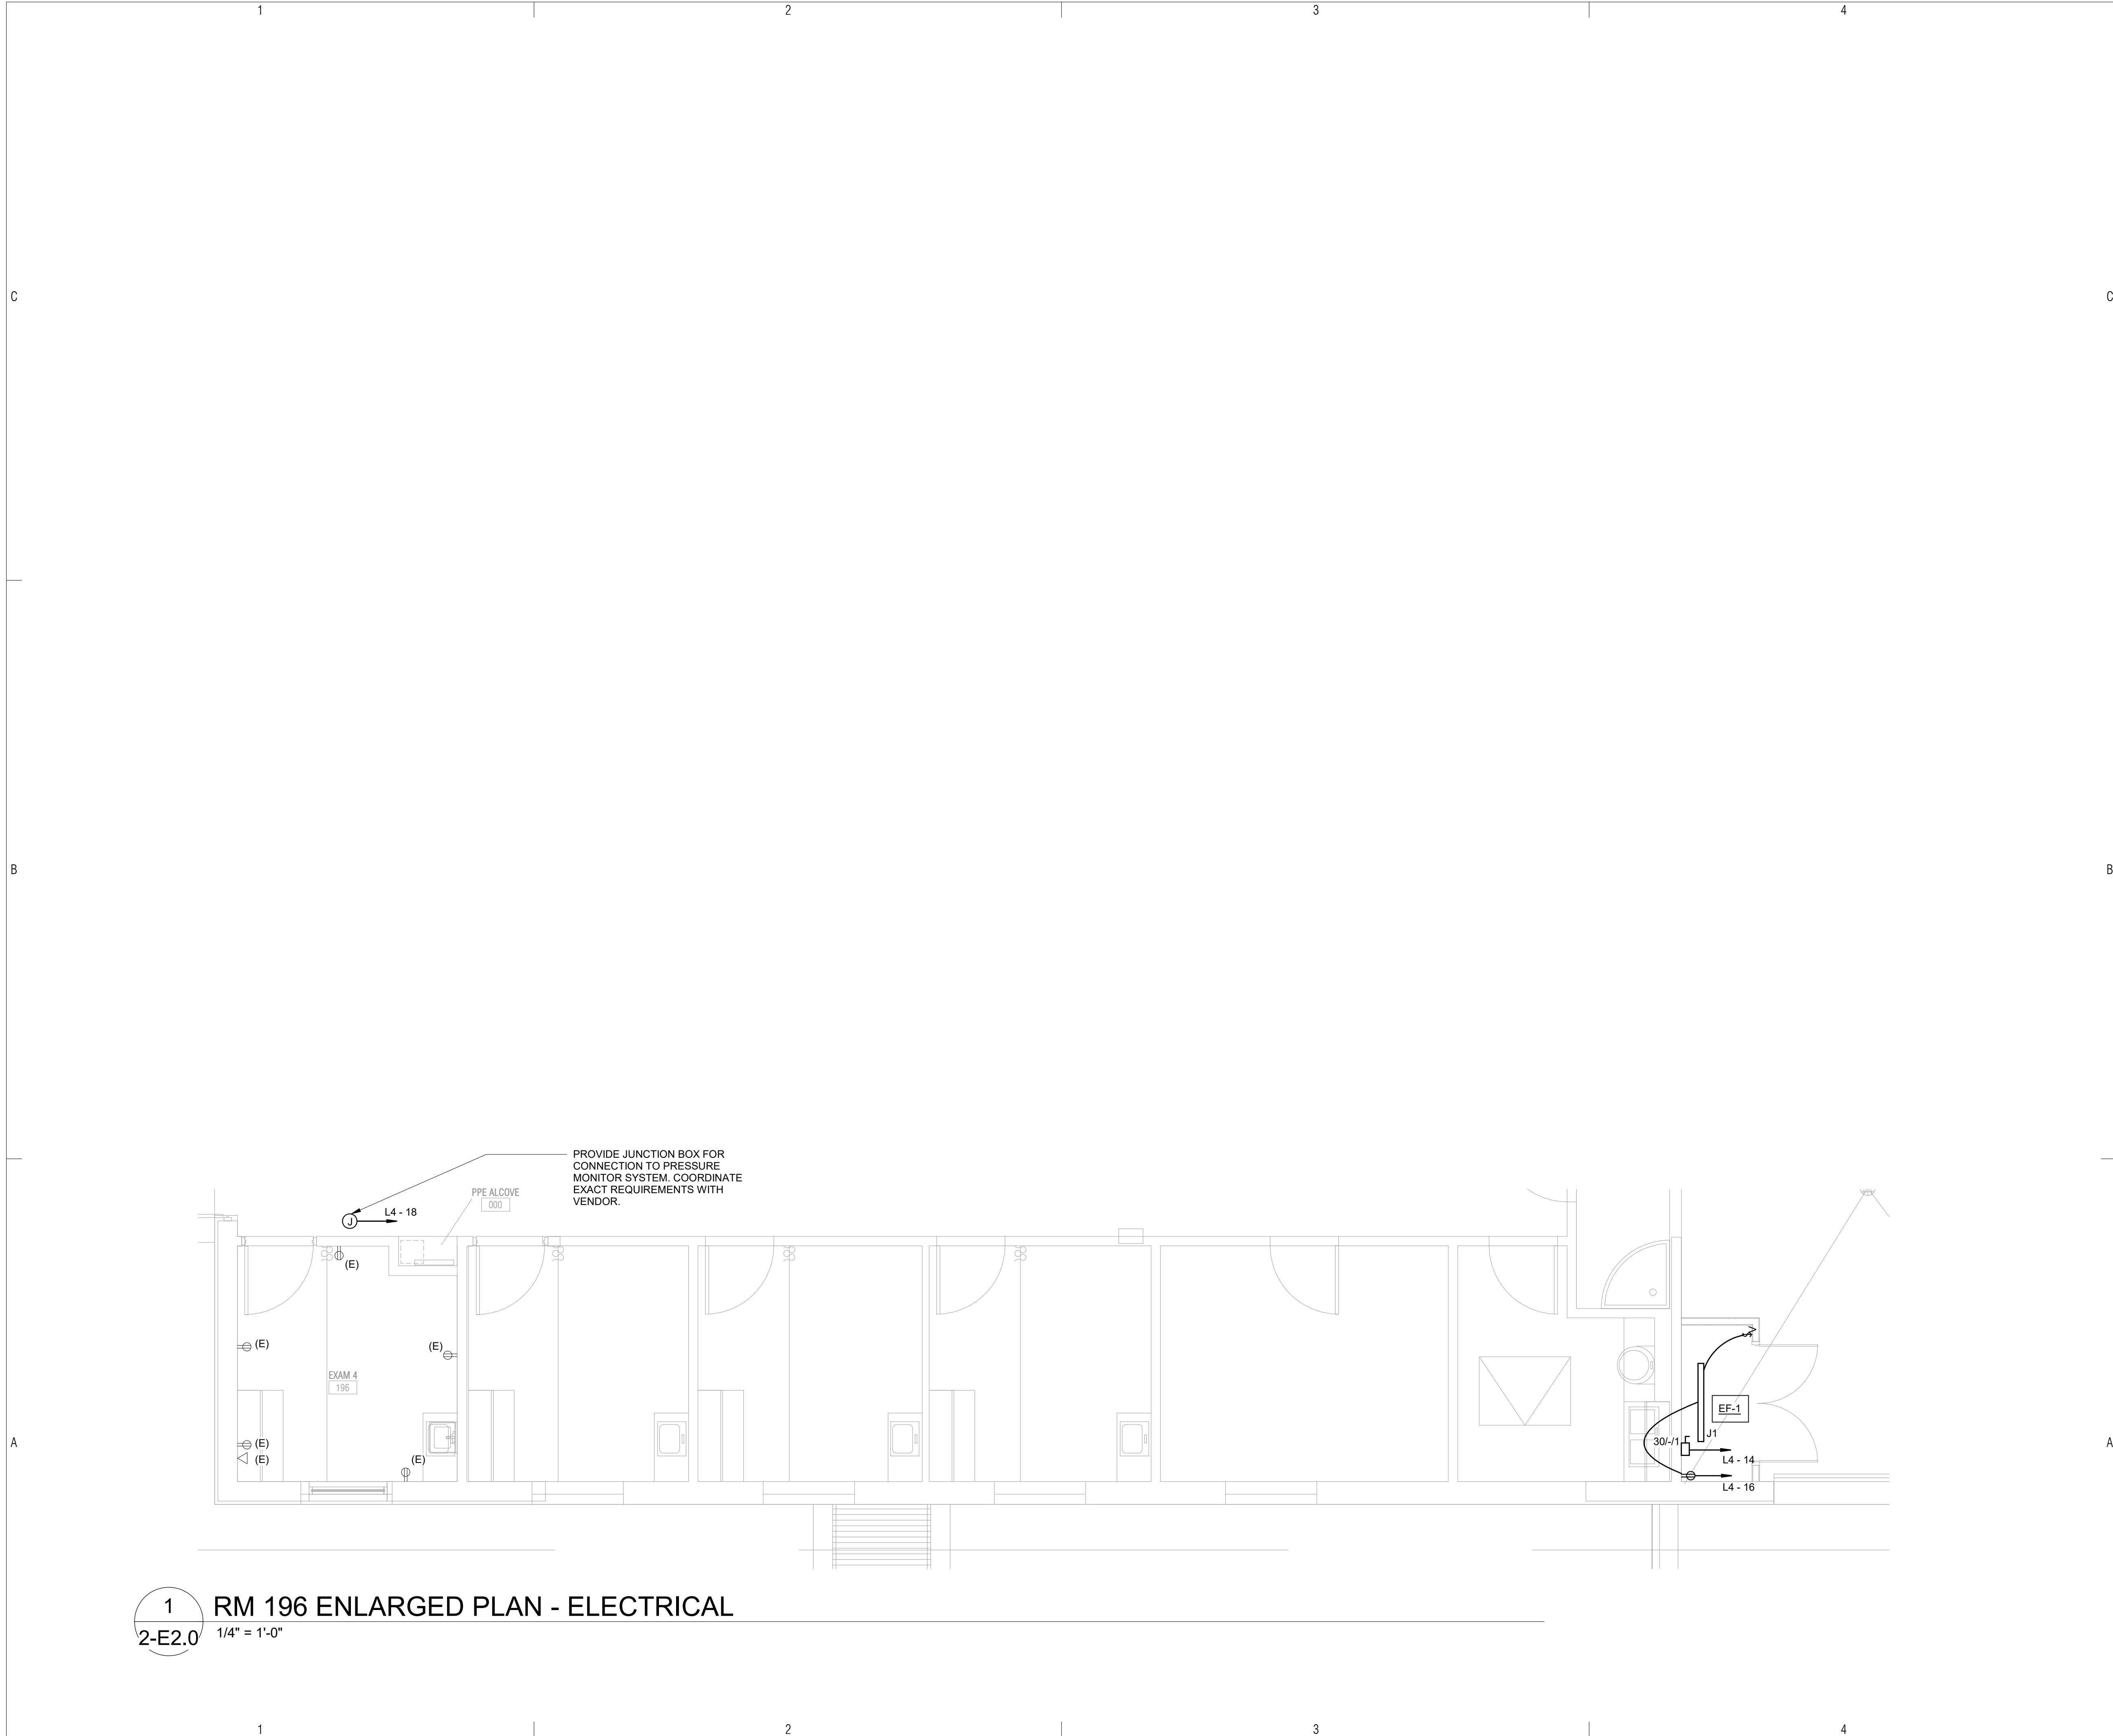 1 2 3 4
C C
B B
PROVIDE JUNCTION BOX FOR
CONNECTION TO PRESSURE
MONITOR SYSTEM. COORDINATE
EXACT REQUIREMENTS WITH
VENDOR.
PPE ALCOVE
000
J
L4 - 18
(E)
(E)
(E)
EXAM 4
196
(E)
(E)
(E)
$
EF-1
J1
30/-/1
L4 - 14
L4 - 16
A A
1
2-E2.0
RM 196 ENLARGED PLAN - ELECTRICAL
1/4" = 1'-0"
1 2 3 4